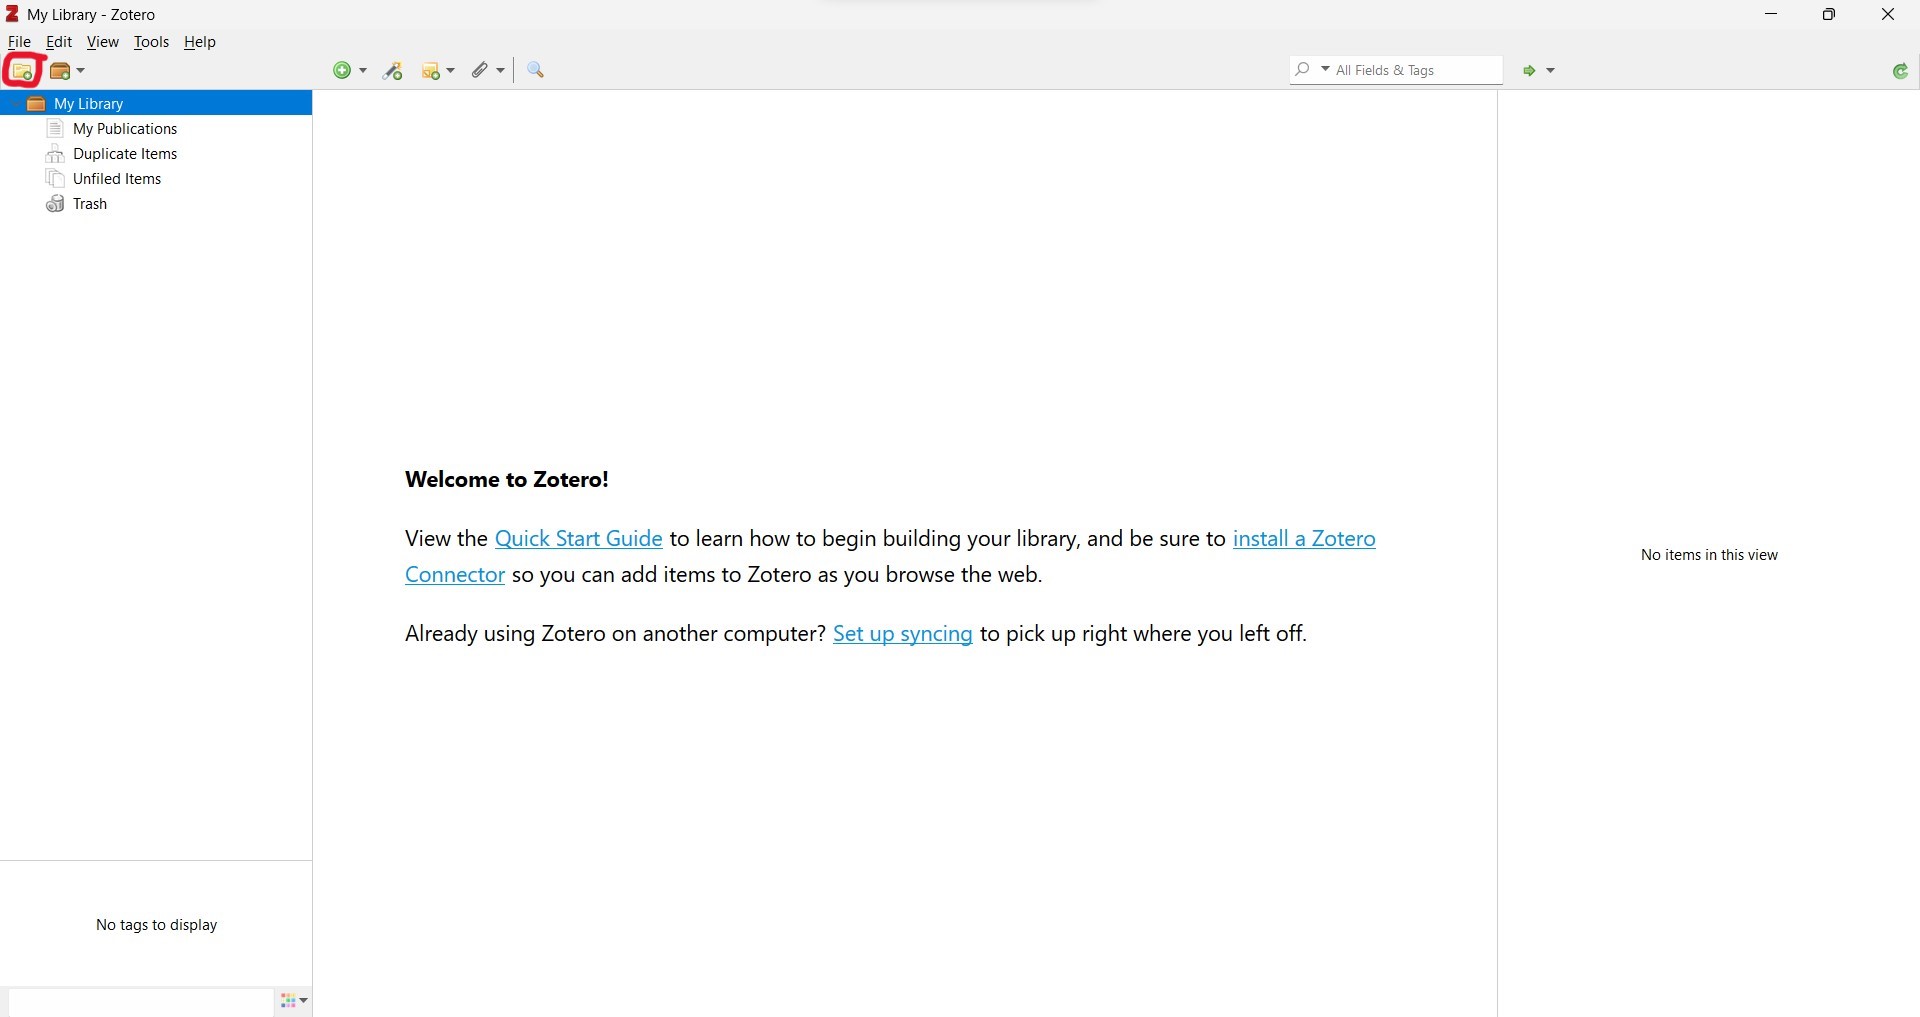 My Library - Zotero
File Edit View Tools Help
All Fields & Tags
My Library
My Publications
Duplicate Items
Unfiled Items
Trash
Welcome to Zotero!
View the Quick Start Guide to learn how to begin building your library, and be sure to install a Zotero
Connector so you can add items to Zotero as you browse the web.
Already using Zotero on another computer? Set up syncing to pick up right where you left off.
No items in this view
No tags to display